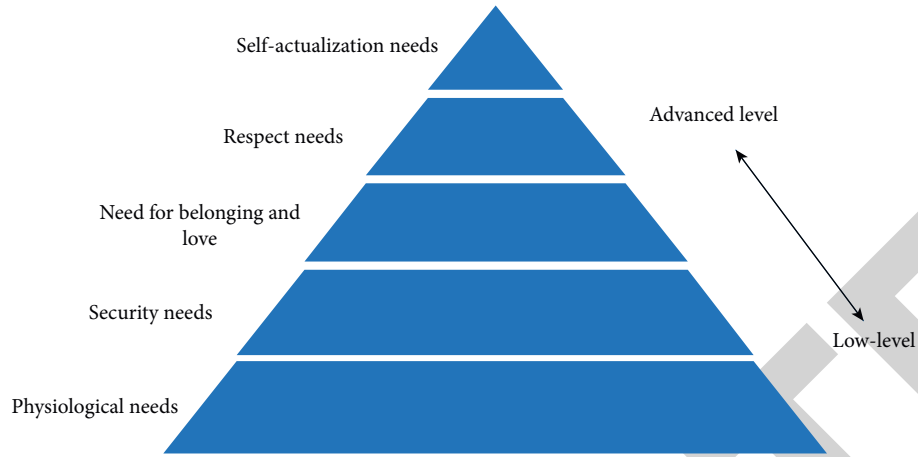 Self-actualization needs
Respect needs
Advanced level
Need for belonging and
love
Security needs
Low-level
Physiological needs